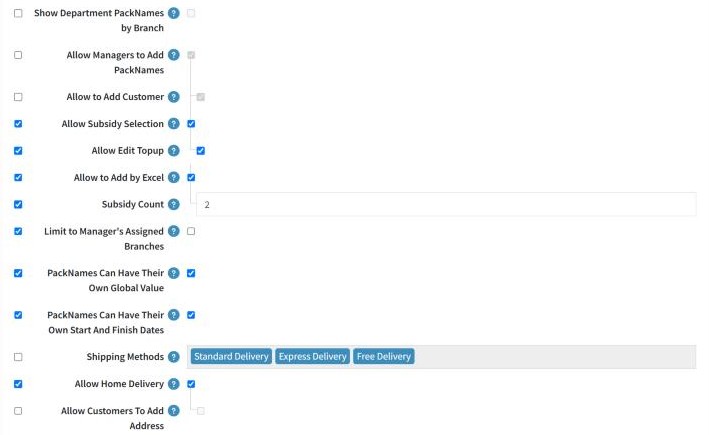 Show Department PackNames
by Branch
Allow Managers to Add
PackNames
Allow to Add Customer
Allow Subsidy Selection
Allow Edit Topup
Allow to Add by Excel
Subsidy Count 2
Limit to Manager's Assigned
Branches
PackNames Can Have Their
Own Global Value
PackNames Can Have Their
Own Start And Finish Dates
Shipping Methods Standard Delivery Express Delivery Free Delivery
Allow Home Delivery
Allow Customers To Add
Address